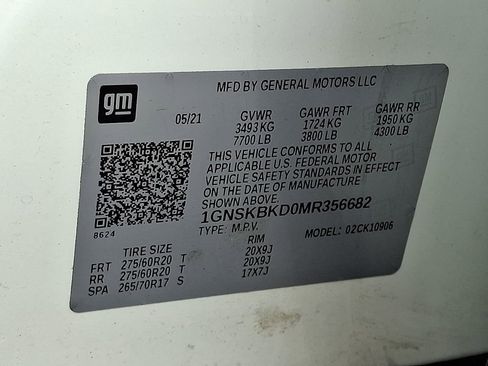 gm
MFD BY GENERAL MOTORS LLC
05/21 GVWR GAWR FRT GAWR RR
3493 KG 1724 KG 1950 KG
7700 LB 3800 LB 4300 LB
THIS VEHICLE CONFORMS TO ALL
APPLICABLE U.S. FEDERAL MOTOR
VEHICLE SAFETY STANDARDS IN EFFECT
ON THE DATE OF MANUFACTURE
1GNSKBKD0MR356682
8624 TYPE: M.P.V. MODEL: 02CK10906
TIRE SIZE RIM
FRT 275/60R20 T 20X9J
RR 275/60R20 T 20X9J
SPA 265/70R17 S 17X7J